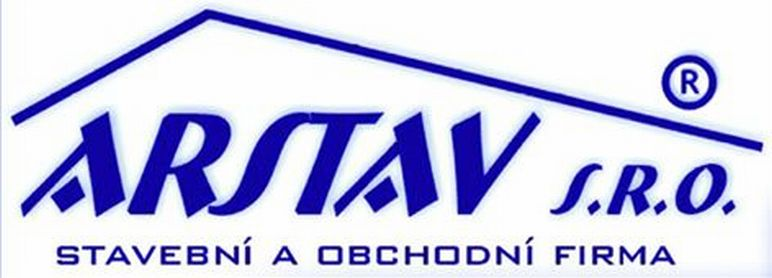 ®
ARSTAV S.R.O.
STAVEBNÍ A OBCHODNÍ FIRMA